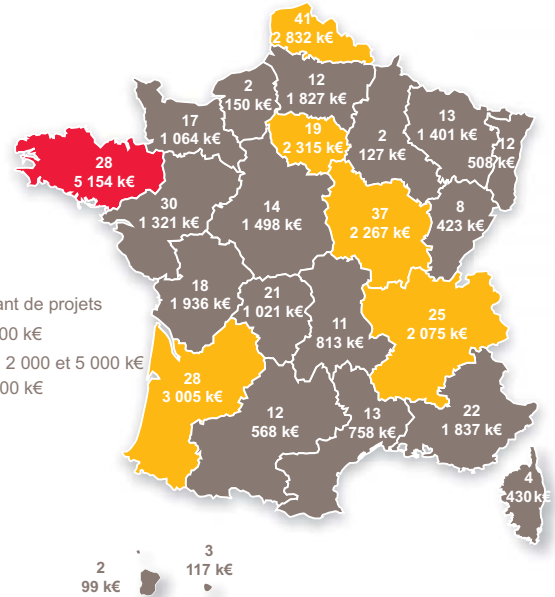 41
2 832 k€
12
1 827 k€
2
150 k€
17
1 064 k€
19
2 315 k€
2
127 k€
13
1 401 k€
12
508 k€
28
5 154 k€
30
1 321 k€
14
1 498 k€
37
2 267 k€
8
423 k€
18
1 936 k€
21
1 021 k€
11
813 k€
25
2 075 k€
ant de projets
00 k€
2 000 et 5 000 k€
00 k€
28
3 005 k€
12
568 k€
13
758 k€
22
1 837 k€
4
430 k€
2
99 k€
3
117 k€